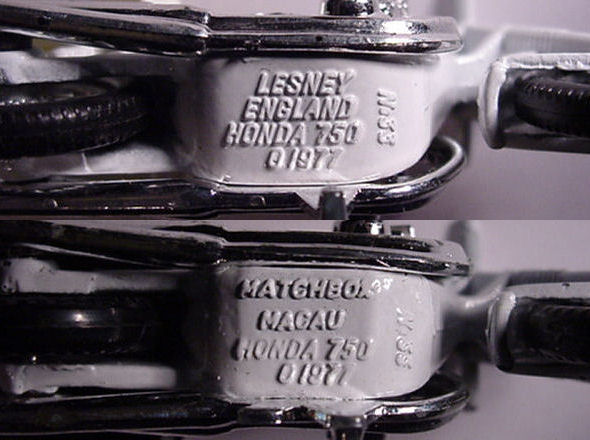 LESNEY
ENGLAND
HONDA 750
©1977
No.33
MATCHBOX
MACAU
HONDA 750
©1977
No.33